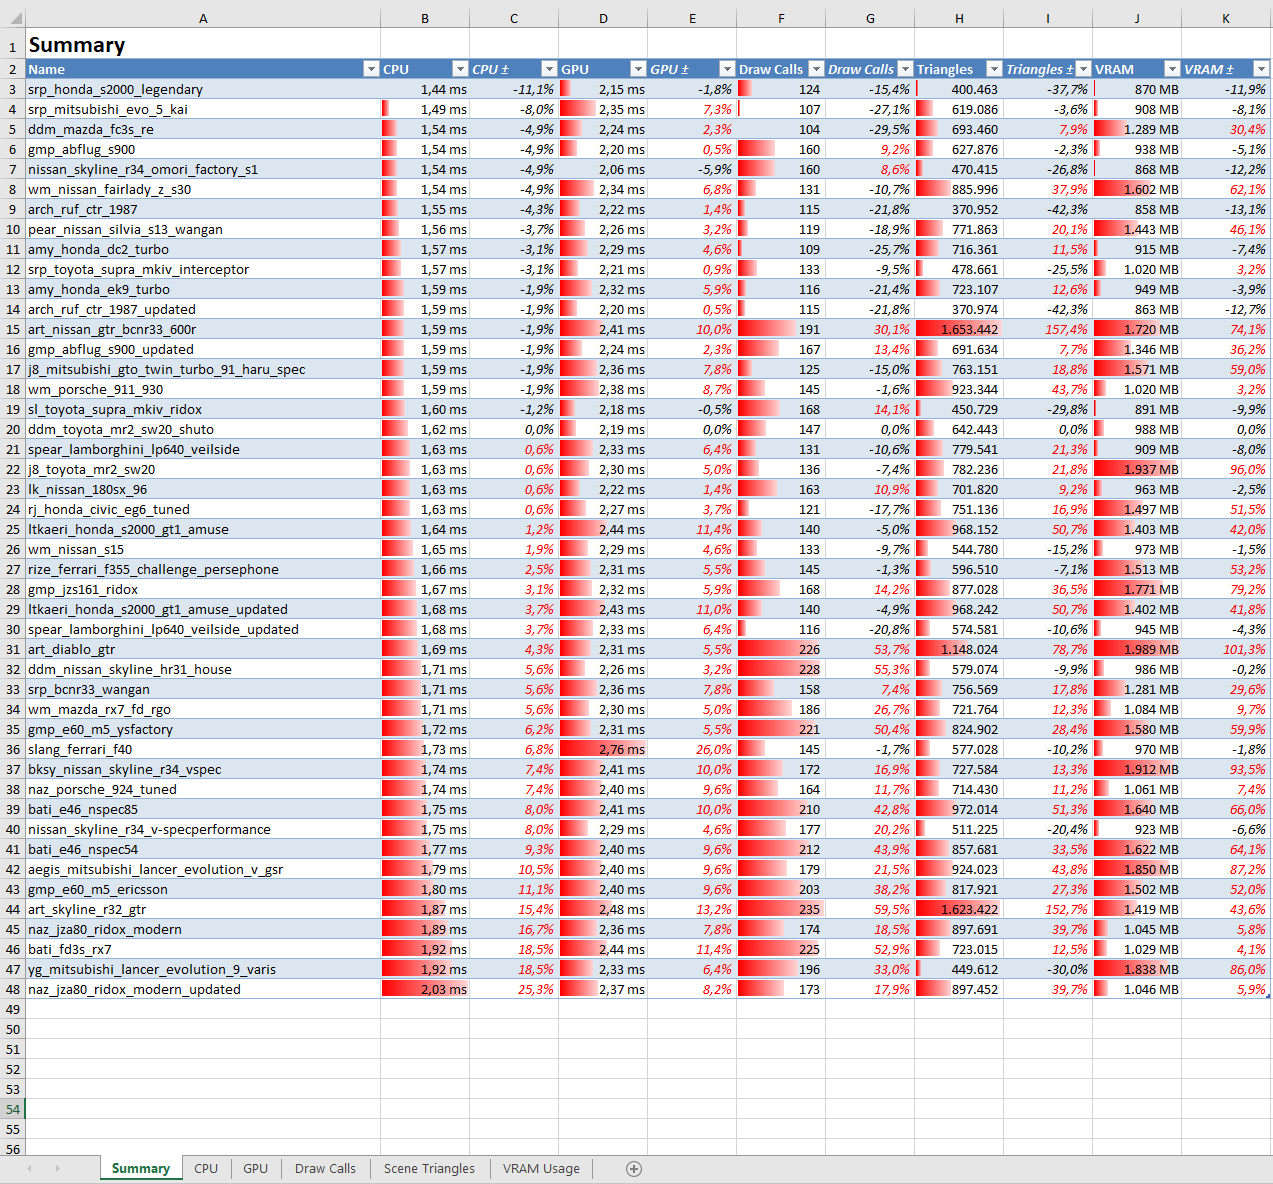 A B C D E F G H I J K
1 Summary
2 Name CPU CPU ± GPU GPU ± Draw Calls Draw Calls Triangles Triangles ± VRAM VRAM ±
3 srp_honda_s2000_legendary 1,44 ms -11,1% 2,15 ms -1,8% 124 -15,4% 400.463 -37,7% 870 MB -11,9%
4 srp_mitsubishi_evo_5_kai 1,49 ms -8,0% 2,35 ms 7,3% 107 -27,1% 619.086 -3,6% 908 MB -8,1%
5 ddm_mazda_fc3s_re 1,54 ms -4,9% 2,24 ms 2,3% 104 -29,5% 693.460 7,9% 1.289 MB 30,4%
6 gmp_abflug_s900 1,54 ms -4,9% 2,20 ms 0,5% 160 9,2% 627.876 -2,3% 938 MB -5,1%
7 nissan_skyline_r34_omori_factory_s1 1,54 ms -4,9% 2,06 ms -5,9% 160 8,6% 470.415 -26,8% 868 MB -12,2%
8 wm_nissan_fairlady_z_s30 1,54 ms -4,9% 2,34 ms 6,8% 131 -10,7% 885.996 37,9% 1.602 MB 62,1%
9 arch_ruf_ctr_1987 1,55 ms -4,3% 2,22 ms 1,4% 115 -21,8% 370.952 -42,3% 858 MB -13,1%
10 pear_nissan_silvia_s13_wangan 1,56 ms -3,7% 2,26 ms 3,2% 119 -18,9% 771.863 20,1% 1.443 MB 46,1%
11 amy_honda_dc2_turbo 1,57 ms -3,1% 2,29 ms 4,6% 109 -25,7% 716.361 11,5% 915 MB -7,4%
12 srp_toyota_supra_mkiv_interceptor 1,57 ms -3,1% 2,21 ms 0,9% 133 -9,5% 478.661 -25,5% 1.020 MB 3,2%
13 amy_honda_ek9_turbo 1,59 ms -1,9% 2,32 ms 5,9% 116 -21,4% 723.107 12,6% 949 MB -3,9%
14 arch_ruf_ctr_1987_updated 1,59 ms -1,9% 2,20 ms 0,5% 115 -21,8% 370.974 -42,3% 863 MB -12,7%
15 art_nissan_gtr_bcnr33_600r 1,59 ms -1,9% 2,41 ms 10,0% 191 30,1% 1.653.442 157,4% 1.720 MB 74,1%
16 gmp_abflug_s900_updated 1,59 ms -1,9% 2,24 ms 2,3% 167 13,4% 691.634 7,7% 1.346 MB 36,2%
17 j8_mitsubishi_gto_twin_turbo_91_haru_spec 1,59 ms -1,9% 2,36 ms 7,8% 125 -15,0% 763.151 18,8% 1.571 MB 59,0%
18 wm_porsche_911_930 1,59 ms -1,9% 2,38 ms 8,7% 145 -1,6% 923.344 43,7% 1.020 MB 3,2%
19 sl_toyota_supra_mkiv_ridox 1,60 ms -1,2% 2,18 ms -0,5% 168 14,1% 450.729 -29,8% 891 MB -9,9%
20 ddm_toyota_mr2_sw20_shuto 1,62 ms 0,0% 2,19 ms 0,0% 147 0,0% 642.443 0,0% 988 MB 0,0%
21 spear_lamborghini_lp640_veilside 1,63 ms 0,6% 2,33 ms 6,4% 131 -10,6% 779.541 21,3% 909 MB -8,0%
22 j8_toyota_mr2_sw20 1,63 ms 0,6% 2,30 ms 5,0% 136 -7,4% 782.236 21,8% 1.937 MB 96,0%
23 lk_nissan_180sx_96 1,63 ms 0,6% 2,22 ms 1,4% 163 10,9% 701.820 9,2% 963 MB -2,5%
24 rj_honda_civic_eg6_tuned 1,63 ms 0,6% 2,27 ms 3,7% 121 -17,7% 751.136 16,9% 1.497 MB 51,5%
25 ltkaeri_honda_s2000_gt1_amuse 1,64 ms 1,2% 2,44 ms 11,4% 140 -5,0% 968.152 50,7% 1.403 MB 42,0%
26 wm_nissan_s15 1,65 ms 1,9% 2,29 ms 4,6% 133 -9,7% 544.780 -15,2% 973 MB -1,5%
27 rize_ferrari_f355_challenge_persephone 1,66 ms 2,5% 2,31 ms 5,5% 145 -1,3% 596.510 -7,1% 1.513 MB 53,2%
28 gmp_jzs161_ridox 1,67 ms 3,1% 2,32 ms 5,9% 168 14,2% 877.028 36,5% 1.771 MB 79,2%
29 ltkaeri_honda_s2000_gt1_amuse_updated 1,68 ms 3,7% 2,43 ms 11,0% 140 -4,9% 968.242 50,7% 1.402 MB 41,8%
30 spear_lamborghini_lp640_veilside_updated 1,68 ms 3,7% 2,33 ms 6,4% 116 -20,8% 574.581 -10,6% 945 MB -4,3%
31 art_diablo_gtr 1,69 ms 4,3% 2,31 ms 5,5% 226 53,7% 1.148.024 78,7% 1.989 MB 101,3%
32 ddm_nissan_skyline_hr31_house 1,71 ms 5,6% 2,26 ms 3,2% 228 55,3% 579.074 -9,9% 986 MB -0,2%
33 srp_bcnr33_wangan 1,71 ms 5,6% 2,36 ms 7,8% 158 7,4% 756.569 17,8% 1.281 MB 29,6%
34 wm_mazda_rx7_fd_rgo 1,71 ms 5,6% 2,30 ms 5,0% 186 26,7% 721.764 12,3% 1.084 MB 9,7%
35 gmp_e60_m5_ysfactory 1,72 ms 6,2% 2,31 ms 5,5% 221 50,4% 824.902 28,4% 1.580 MB 59,9%
36 slang_ferrari_f40 1,73 ms 6,8% 2,76 ms 26,0% 145 -1,7% 577.028 -10,2% 970 MB -1,8%
37 bksy_nissan_skyline_r34_vspec 1,74 ms 7,4% 2,41 ms 10,0% 172 16,9% 727.584 13,3% 1.912 MB 93,5%
38 naz_porsche_924_tuned 1,74 ms 7,4% 2,40 ms 9,6% 164 11,7% 714.430 11,2% 1.061 MB 7,4%
39 bati_e46_nspec85 1,75 ms 8,0% 2,41 ms 10,0% 210 42,8% 972.014 51,3% 1.640 MB 66,0%
40 nissan_skyline_r34_v-specperformance 1,75 ms 8,0% 2,29 ms 4,6% 177 20,2% 511.225 -20,4% 923 MB -6,6%
41 bati_e46_nspec54 1,77 ms 9,3% 2,40 ms 9,6% 212 43,9% 857.681 33,5% 1.622 MB 64,1%
42 aegis_mitsubishi_lancer_evolution_v_gsr 1,79 ms 10,5% 2,40 ms 9,6% 179 21,5% 924.023 43,8% 1.850 MB 87,2%
43 gmp_e60_m5_ericsson 1,80 ms 11,1% 2,40 ms 9,6% 203 38,2% 817.921 27,3% 1.502 MB 52,0%
44 art_skyline_r32_gtr 1,87 ms 15,4% 2,48 ms 13,2% 235 59,5% 1.623.422 152,7% 1.419 MB 43,6%
45 naz_jza80_ridox_modern 1,89 ms 16,7% 2,36 ms 7,8% 174 18,5% 897.691 39,7% 1.045 MB 5,8%
46 bati_fd3s_rx7 1,92 ms 18,5% 2,44 ms 11,4% 225 52,9% 723.015 12,5% 1.029 MB 4,1%
47 yg_mitsubishi_lancer_evolution_9_varis 1,92 ms 18,5% 2,33 ms 6,4% 196 33,0% 449.612 -30,0% 1.838 MB 86,0%
48 naz_jza80_ridox_modern_updated 2,03 ms 25,3% 2,37 ms 8,2% 173 17,9% 897.452 39,7% 1.046 MB 5,9%
49
50
51
52
53
54
55
56
Summary CPU GPU Draw Calls Scene Triangles VRAM Usage